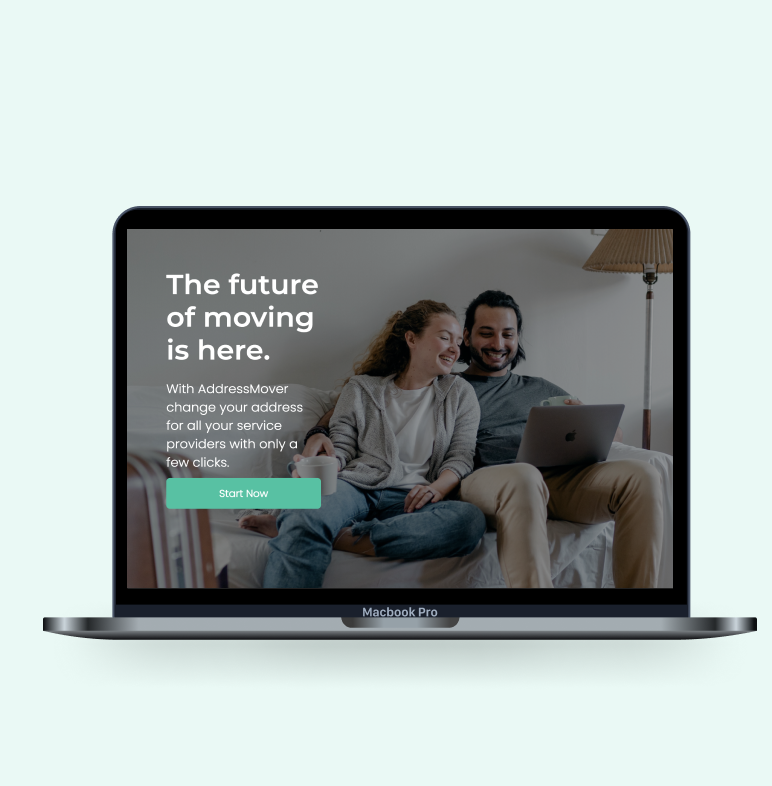 The future
of moving
is here.
With AddressMover
change your address
for all your service
providers with only a
few clicks.
Start Now
Macbook Pro